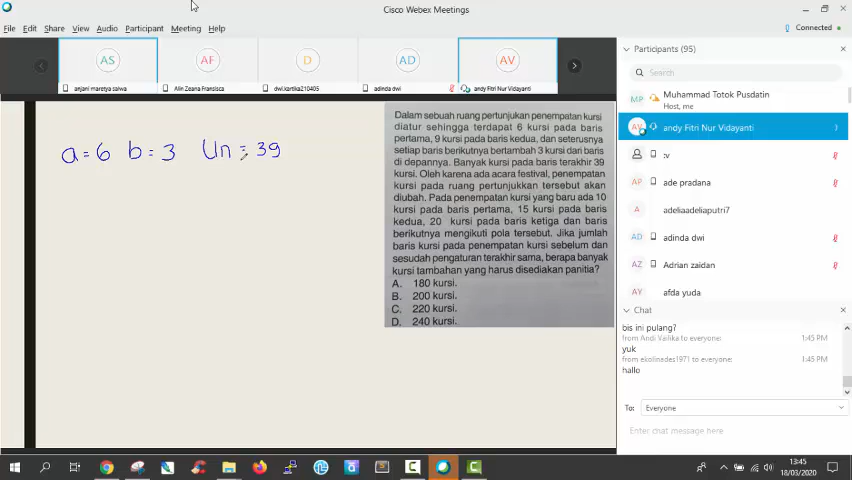 Cisco Webex Meetings
File Edit Share View Audio Participant Meeting Help
Connected
AS
AF
D
AD
AV
anjani maretya salwa
Alin Zeana Fransisca
dwi.kartika210405
adinda dwi
andy Fitri Nur Vidayanti
a = 6 b = 3 Un = 39
Dalam sebuah ruang pertunjukan penempatan kursi
diatur sehingga terdapat 6 kursi pada baris
pertama, 9 kursi pada baris kedua, dan seterusnya
setiap baris berikutnya bertambah 3 kursi dari baris
di depannya. Banyak kursi pada baris terakhir 39
kursi. Oleh karena ada acara festival, penempatan
kursi pada ruang pertunjukkan tersebut akan
diubah. Pada penempatan kursi yang baru ada 10
kursi pada baris pertama, 15 kursi pada baris
kedua, 20 kursi pada baris ketiga dan baris
berikutnya mengikuti pola tersebut. Jika jumlah
baris kursi pada penempatan kursi sebelum dan
sesudah pengaturan terakhir sama, berapa banyak
kursi tambahan yang harus disediakan panitia?
A. 180 kursi.
B. 200 kursi.
C. 220 kursi.
D. 240 kursi.
Participants (95)
Search
MP Muhammad Totok Pusdatin
Host, me
AV andy Fitri Nur Vidayanti
:v
AP ade pranada
A adeliaadeliaputri7
AD adinda dwi
AZ Adrian zaidan
AY afda yuda
Chat
bis ini pulang?
from Andi Vallka to everyone: 1:45 PM
yuk
from ekolinades1971 to everyone: 1:45 PM
hallo
To: Everyone
Enter chat message here
13:45
18/03/2020